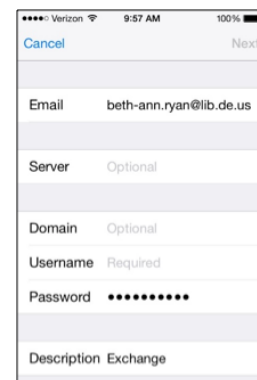 Verizon 9:57 AM 100%
Cancel Next
Email beth-ann.ryan@lib.de.us
Server Optional
Domain Optional
Username Required
Password ••••••••••
Description Exchange